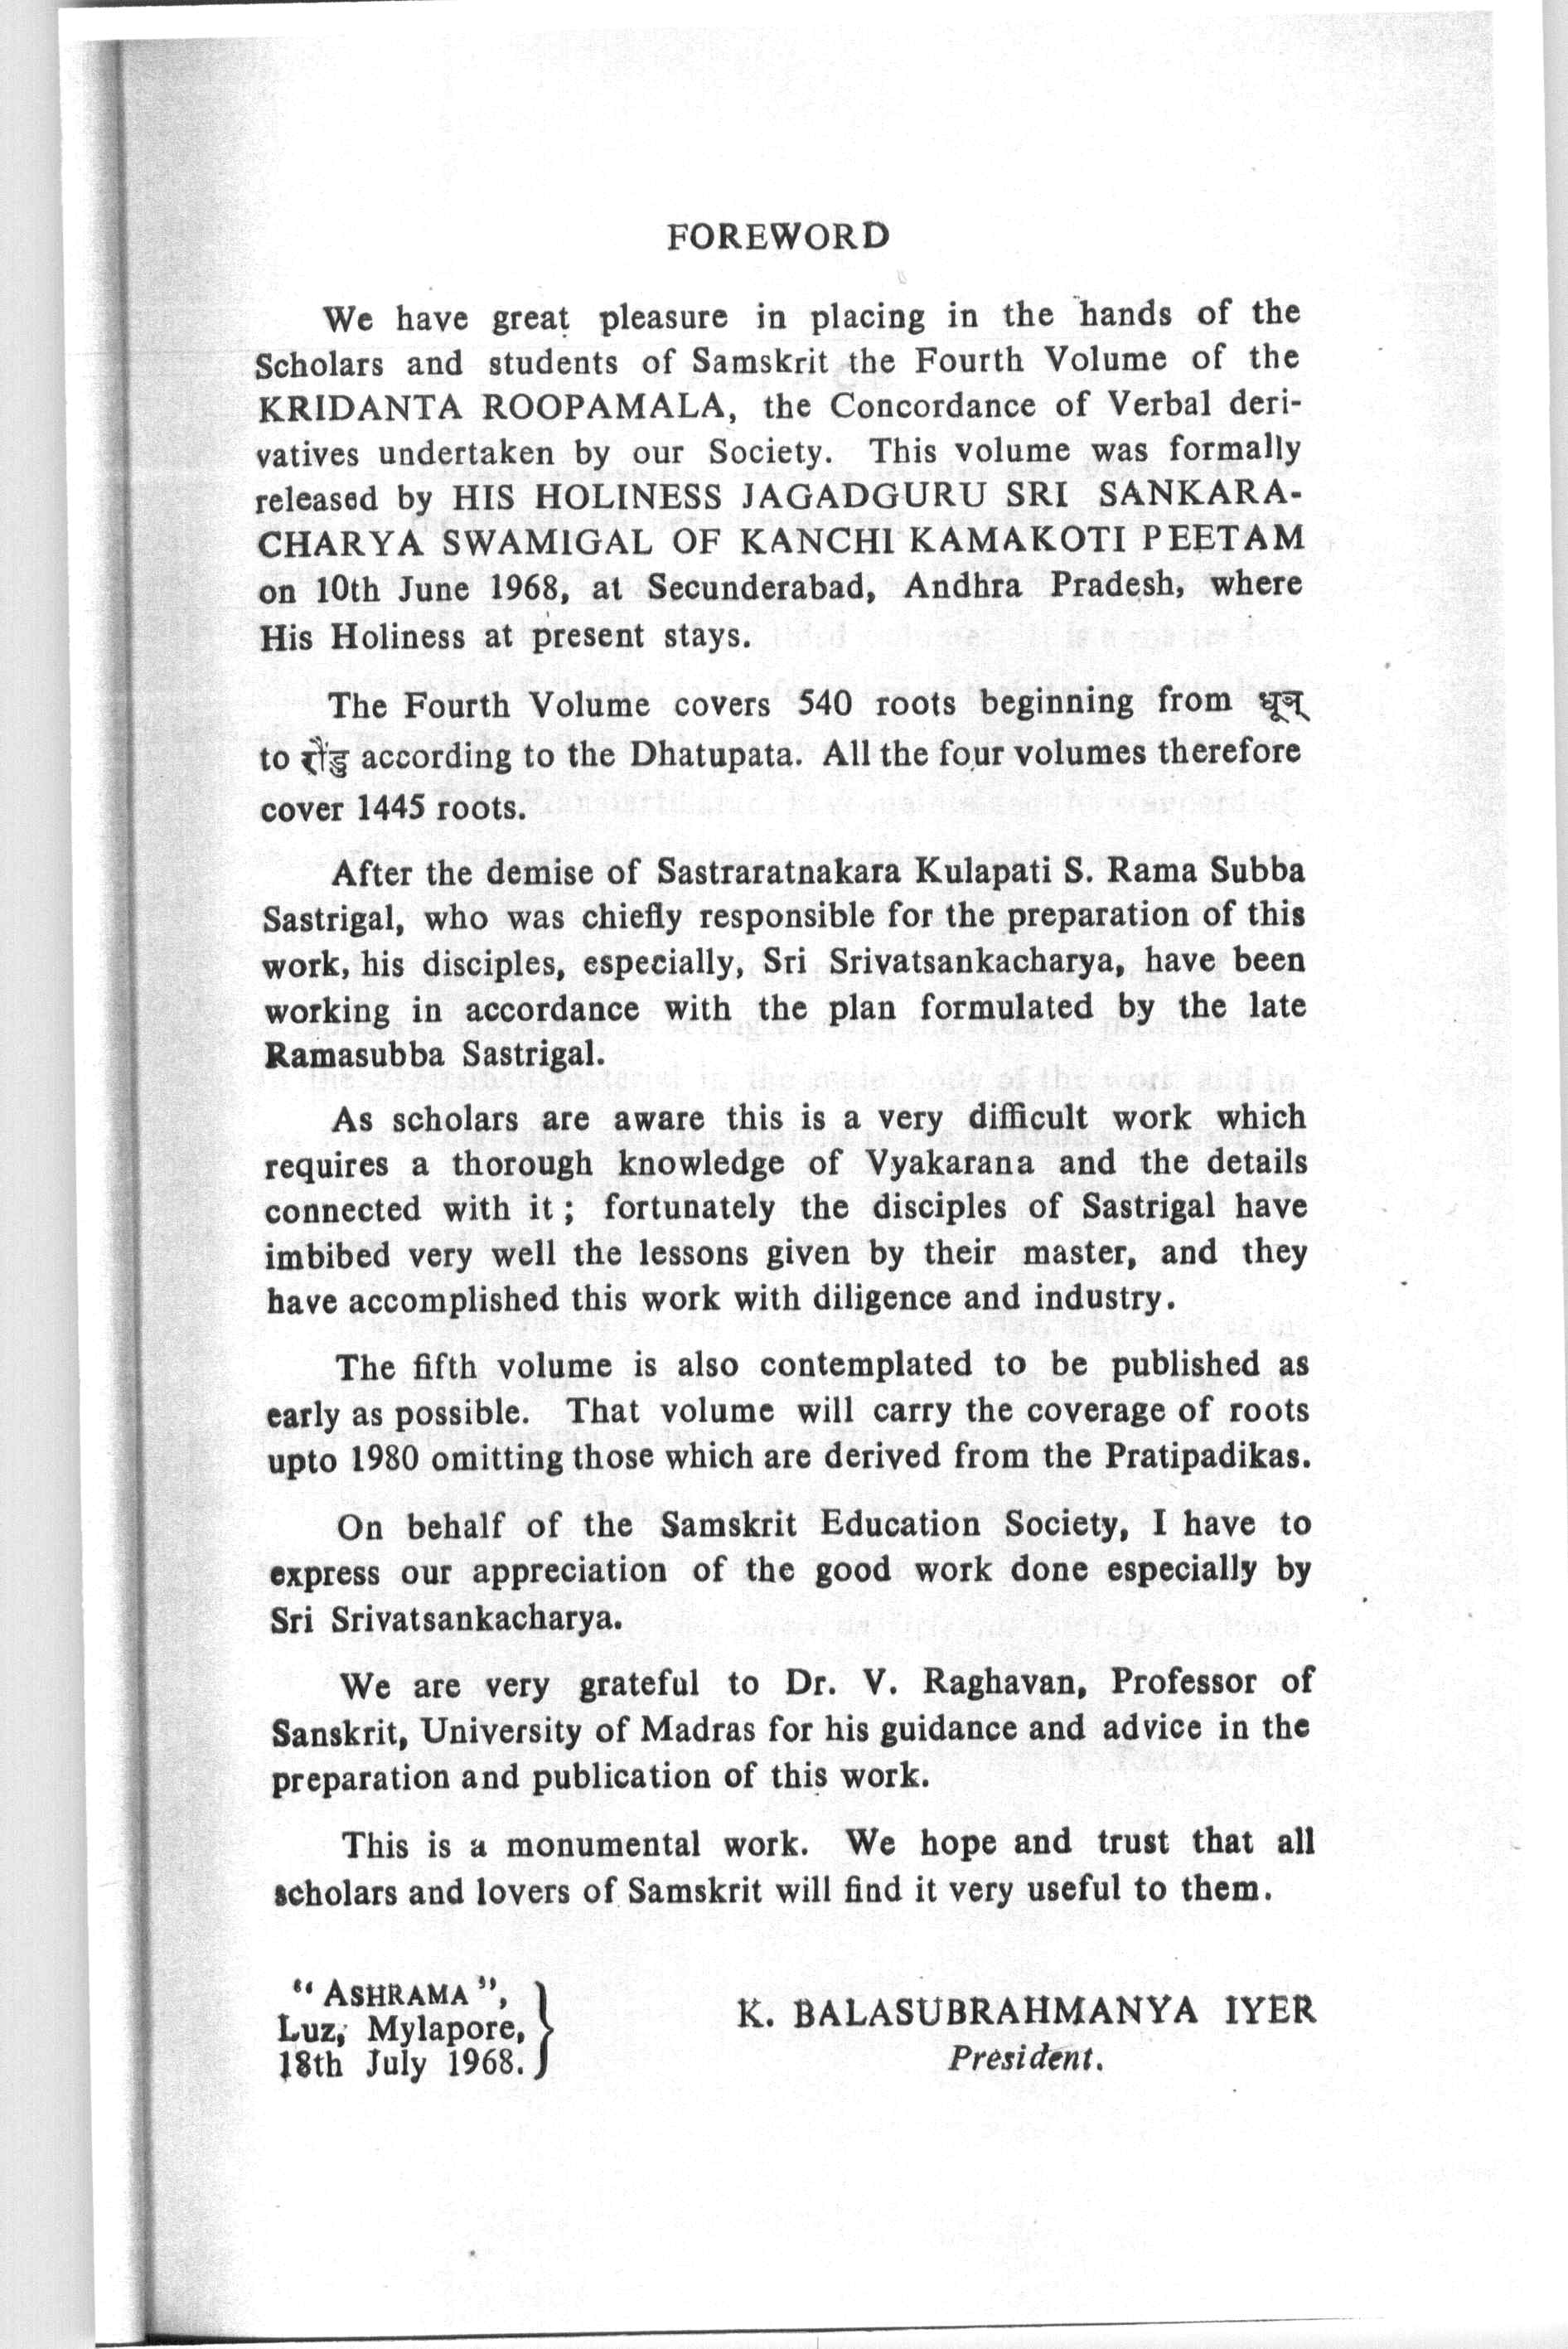 FOREWORD
We have great pleasure in placing in the hands of the
Scholars and students of Samskrit the Fourth Volume of the
KRIDANTA ROOPAMALA, the Concordance of Verbal deri-
vatives undertaken by our Society. This volume was formally
released by HIS HOLINESS JAGADGURU SRI SANKARA-
CHARYA SWAMIGAL OF KANCHI KAMAKOTI PEETAM
on 10th June 1968, at Secunderabad, Andhra Pradesh, where
His Holiness at present stays.
The Fourth Volume covers 540 roots beginning from धूञ्
to रौडृ according to the Dhatupata. All the four volumes therefore
cover 1445 roots.
After the demise of Sastraratnakara Kulapati S. Rama Subba
Sastrigal, who was chiefly responsible for the preparation of this
work, his disciples, especially, Sri Srivatsankacharya, have been
working in accordance with the plan formulated by the late
Ramasubba Sastrigal.
As scholars are aware this is a very difficult work which
requires a thorough knowledge of Vyakarana and the details
connected with it ; fortunately the disciples of Sastrigal have
imbibed very well the lessons given by their master, and they
have accomplished this work with diligence and industry.
The fifth volume is also contemplated to be published as
early as possible. That volume will carry the coverage of roots
upto 1980 omitting those which are derived from the Pratipadikas.
On behalf of the Samskrit Education Society, I have to
express our appreciation of the good work done especially by
Sri Srivatsankacharya.
We are very grateful to Dr. V. Raghavan, Professor of
Sanskrit, University of Madras for his guidance and advice in the
preparation and publication of this work.
This is a monumental work. We hope and trust that all
scholars and lovers of Samskrit will find it very useful to them.
“ ASHRAMA ”,
Luz, Mylapore,
18th July 1968.
K. BALASUBRAHMANYA IYER
President.